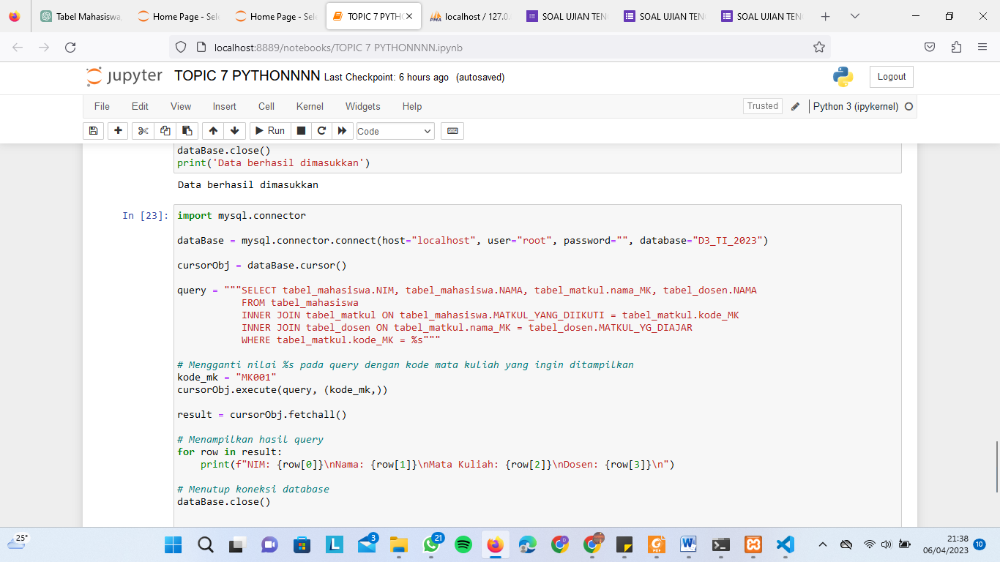 Tabel Mahasiswa
Home Page - Sele
Home Page - Sele
TOPIC 7 PYTHO
localhost / 127.0.
SOAL UJIAN TEN
SOAL UJIAN TEN
SOAL UJIAN TEN
localhost:8889/notebooks/TOPIC 7 PYTHONNNN.ipynb
jupyter TOPIC 7 PYTHONNNN Last Checkpoint: 6 hours ago (autosaved)
Logout
File Edit View Insert Cell Kernel Widgets Help
Trusted
Python 3 (ipykernel)
Run
Code
dataBase.close()
print('Data berhasil dimasukkan')
Data berhasil dimasukkan
In [23]:
import mysql.connector
dataBase = mysql.connector.connect(host="localhost", user="root", password="", database="D3_TI_2023")
cursorObj = dataBase.cursor()
query = """SELECT tabel_mahasiswa.NIM, tabel_mahasiswa.NAMA, tabel_matkul.nama_MK, tabel_dosen.NAMA
FROM tabel_mahasiswa
INNER JOIN tabel_matkul ON tabel_mahasiswa.MATKUL_YANG_DIIKUTI = tabel_matkul.kode_MK
INNER JOIN tabel_dosen ON tabel_matkul.nama_MK = tabel_dosen.MATKUL_YG_DIAJAR
WHERE tabel_matkul.kode_MK = %s"""
# Mengganti nilai %s pada query dengan kode mata kuliah yang ingin ditampilkan
kode_mk = "MK001"
cursorObj.execute(query, (kode_mk,))
result = cursorObj.fetchall()
# Menampilkan hasil query
for row in result:
print(f"NIM: {row[0]}\nNama: {row[1]}\nMata Kuliah: {row[2]}\nDosen: {row[3]}\n")
# Menutup koneksi database
dataBase.close()
25°
3
21
21:38
06/04/2023
10